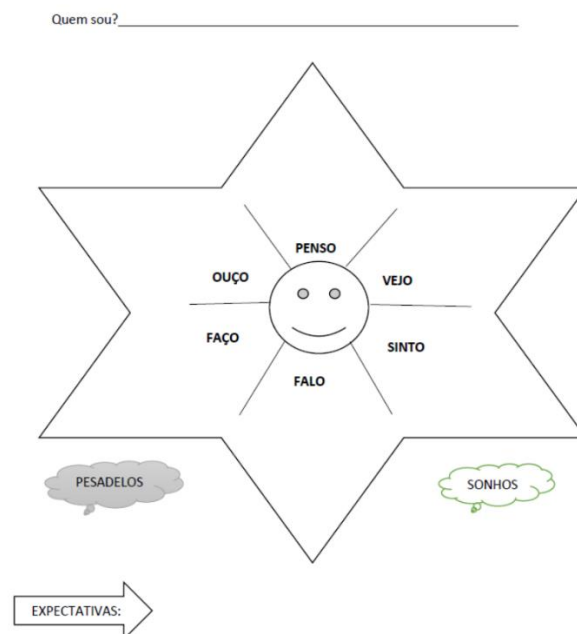 Quem sou?
PENSO
OUÇO
VEJO
FAÇO
SINTO
FALO
PESADELOS
SONHOS
EXPECTATIVAS: